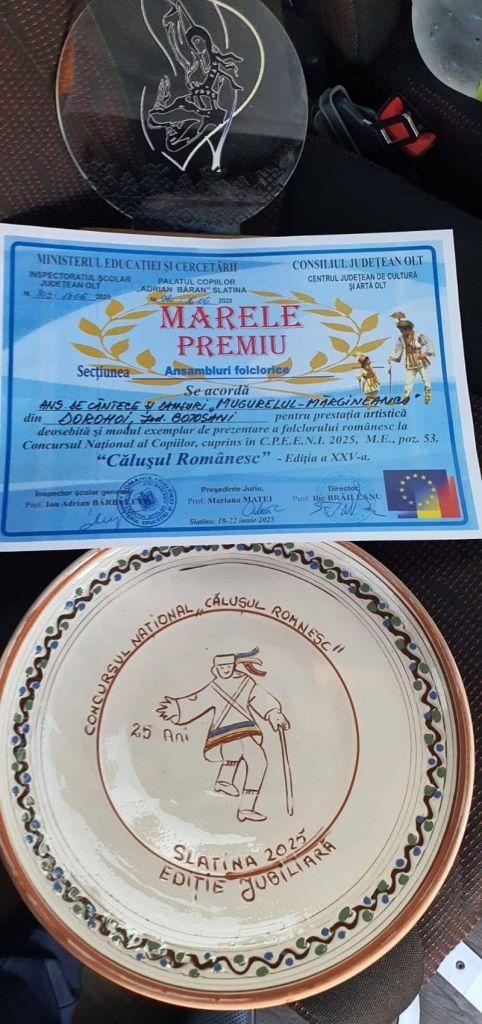 MINISTERUL EDUCAȚIEI ȘI CERCETĂRII
CONSILIUL JUDEȚEAN OLT
INSPECTORATUL ȘCOLAR
JUDEȚEAN OLT
PALATUL COPIILOR
"ADRIAN BĂRAN" SLATINA
CENTRUL JUDEȚEAN DE CULTURĂ
ȘI ARTĂ OLT
Nr. 2025
Nr. 2025
MARELE
PREMIU
Secțiunea Ansambluri folclorice
Se acordă
ANS. DE CÂNTECE ȘI DANSURI „MUGURELUL-MĂRGINEANCA"
din DOROHOI, Jud. BOTOȘANI pentru prestația artistică
deosebită și modul exemplar de prezentare a folclorului românesc la
Concursul Național al Copiilor, cuprins în C.P.E.E.N.I. 2025, M.E., poz. 53.
"Călușul Românesc" - Ediția a XXV-a.
Inspector școlar general,
Prof. Ion Adrian
Președinte Juriu,
Prof. Mariana MATEI
Director,
Prof. Ilie BRĂILEANU
Slatina, 18-22 iunie 2025
CONCURSUL NAȚIONAL „CĂLUȘUL ROMNESC"
25 Ani
SLATINA 2025
EDIȚIE JUBILIARĂ